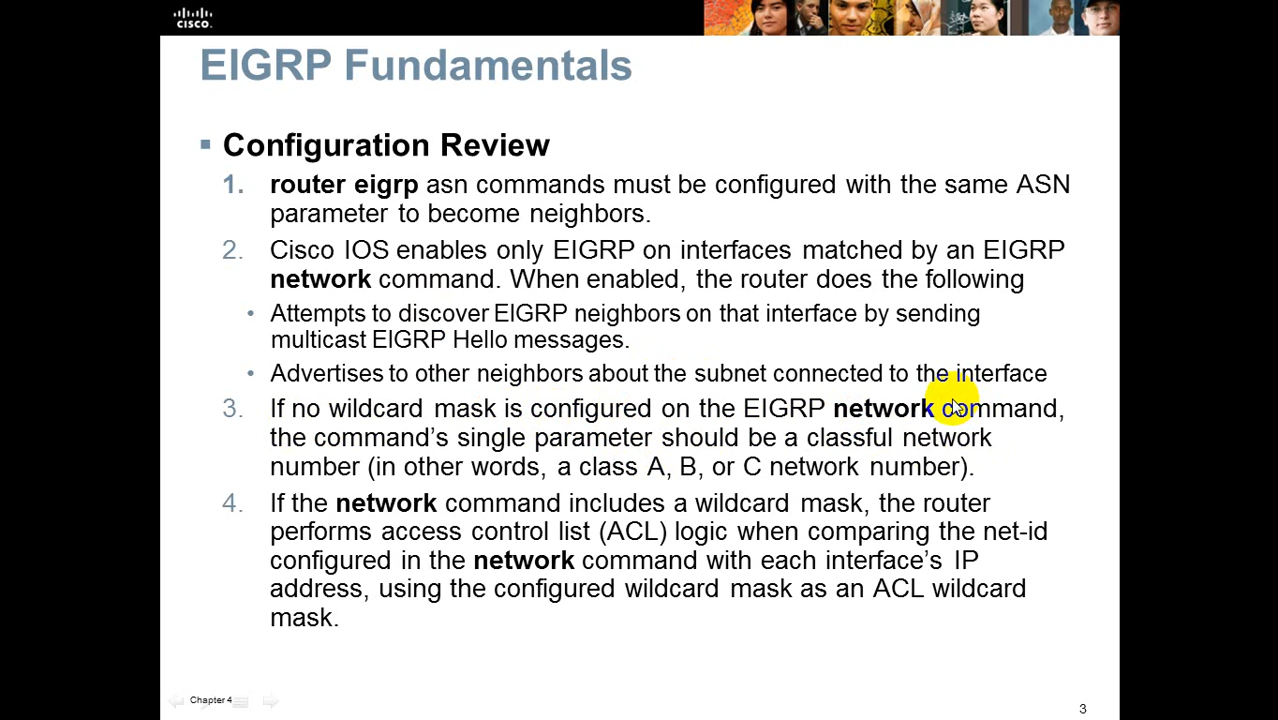 CISCO
EIGRP Fundamentals
Configuration Review
1. router eigrp asn commands must be configured with the same ASN
parameter to become neighbors.
2. Cisco IOS enables only EIGRP on interfaces matched by an EIGRP
network command. When enabled, the router does the following
• Attempts to discover EIGRP neighbors on that interface by sending
multicast EIGRP Hello messages.
• Advertises to other neighbors about the subnet connected to the interface
3. If no wildcard mask is configured on the EIGRP network command,
the command's single parameter should be a classful network
number (in other words, a class A, B, or C network number).
4. If the network command includes a wildcard mask, the router
performs access control list (ACL) logic when comparing the net-id
configured in the network command with each interface's IP
address, using the configured wildcard mask as an ACL wildcard
mask.
Chapter 4
3